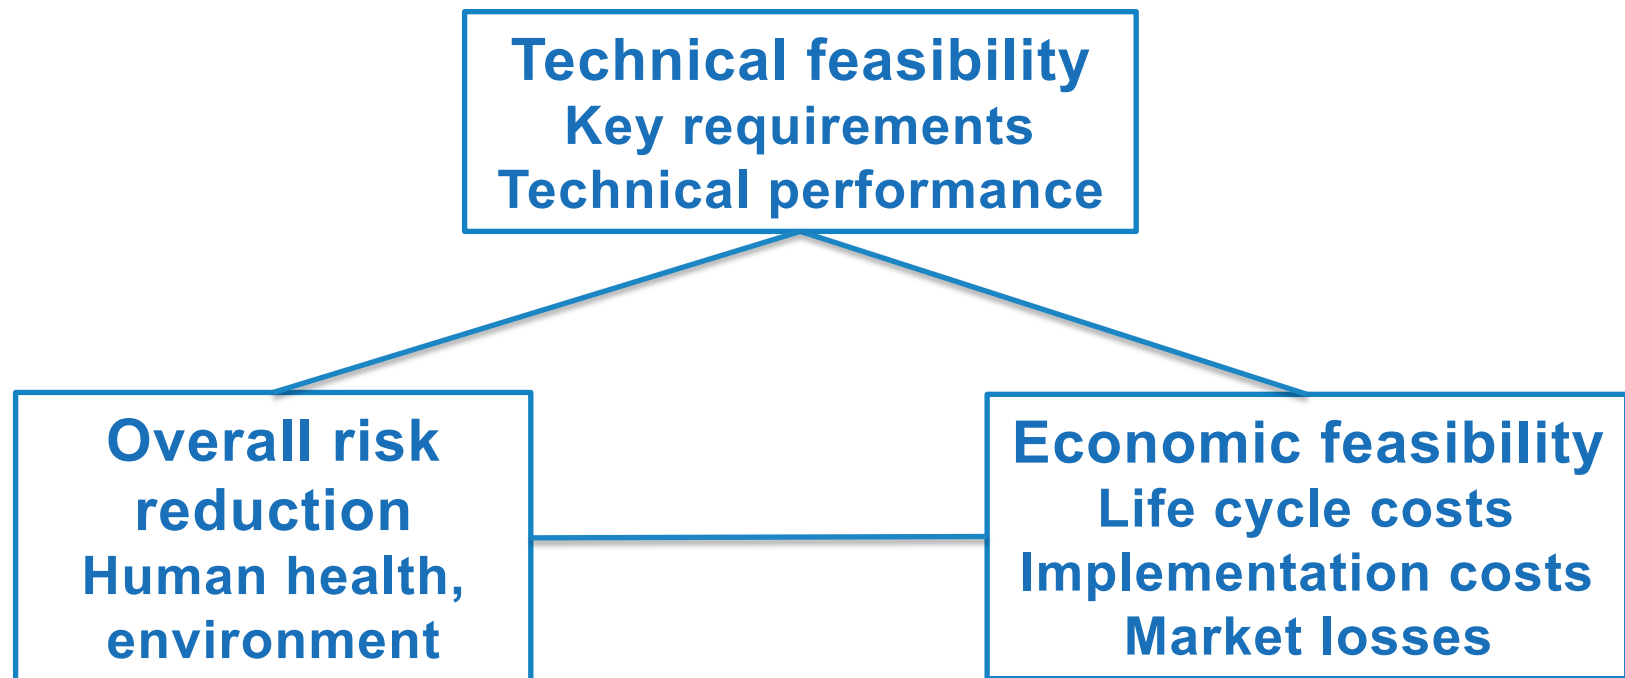 Technical feasibility
Key requirements
Technical performance
Overall risk
reduction
Human health,
environment
Economic feasibility
Life cycle costs
Implementation costs
Market losses